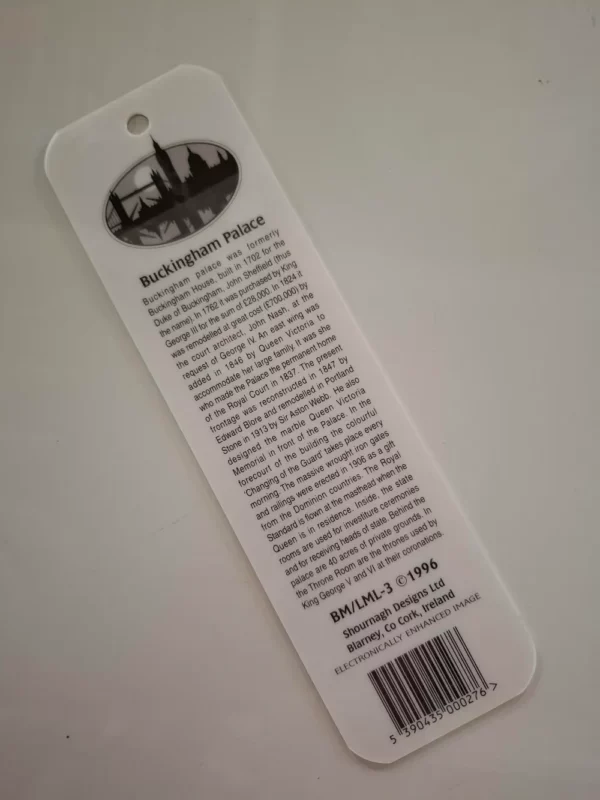 Buckingham Palace
Buckingham palace was formerly
Buckingham House, built in 1702 for the
Duke of Buckingham, John Sheffield (thus
the name). In 1762 it was purchased by King
George III for the sum of £28,000. In 1824 it
was remodelled at great cost (£700,000) by
the court architect, John Nash, at the
request of George IV. An east wing was
added in 1846 by Queen Victoria to
accommodate her large family. It was she
who made the Palace the permanent home
of the Royal Court in 1837. The present
frontage was reconstructed in 1847 by
Edward Blore and remodelled in Portland
Stone in 1913 by Sir Aston Webb. He also
designed the marble Queen Victoria
Memorial in front of the Palace. In the
forecourt of the building the colourful
'Changing of the Guard' takes place every
morning. The massive wrought iron gates
and railings were erected in 1906 as a gift
from the Dominion countries. The Royal
Standard is flown at the masthead when the
Queen is in residence. Inside, the state
rooms are used for investiture ceremonies
and for receiving heads of state. Behind the
palace are 40 acres of private grounds. In
the Throne Room are the thrones used by
King George V and VI at their coronations.
BM/LML-3 ©1996
Shournagh Designs Ltd
Blarney, Co Cork, Ireland
ELECTRONICALLY ENHANCED IMAGE
5 390435 000276 >